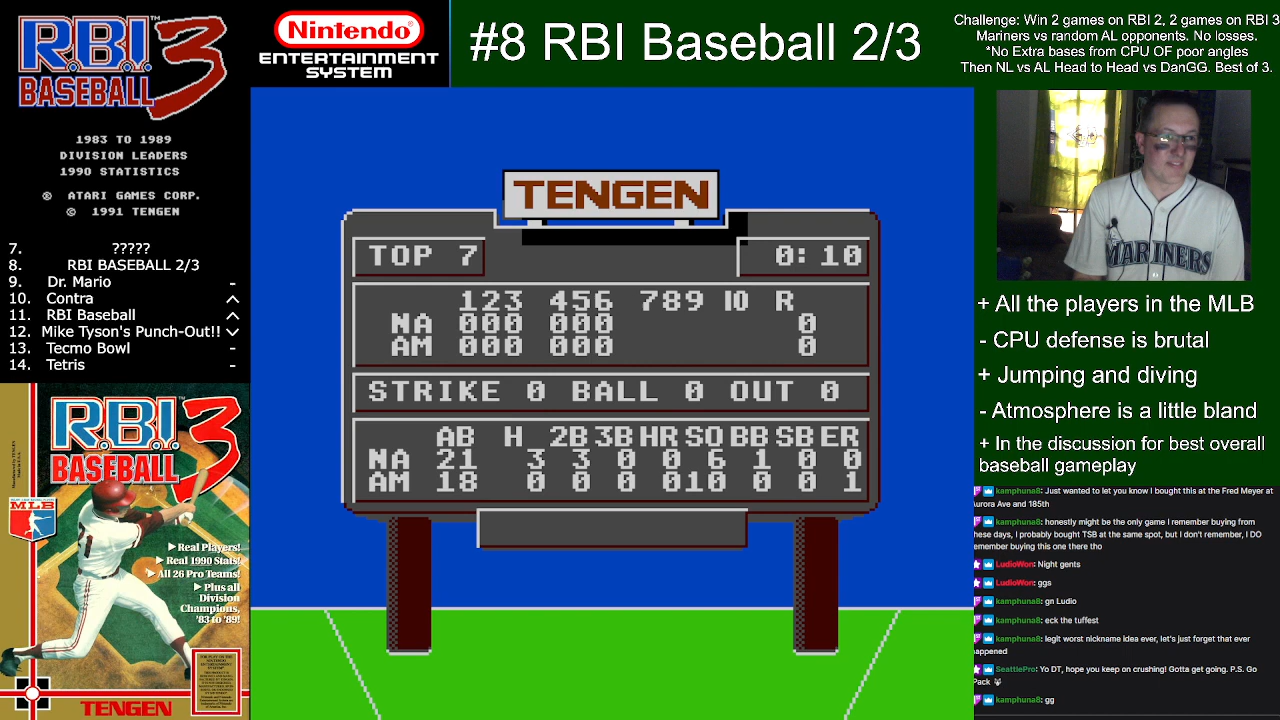 R.B.I. 3
BASEBALL
TM
1983 TO 1989
DIVISION LEADERS
1990 STATISTICS
© ATARI GAMES CORP.
© 1991 TENGEN
Nintendo®
ENTERTAINMENT
SYSTEM
#8 RBI Baseball 2/3
Challenge: Win 2 games on RBI 2, 2 games on RBI 3
Mariners vs random AL opponents. No losses.
*No Extra bases from CPU OF poor angles
Then NL vs AL Head to Head vs DanGG. Best of 3.
7. ?????
8. RBI BASEBALL 2/3
9. Dr. Mario -
10. Contra ^
11. RBI Baseball ^
12. Mike Tyson's Punch-Out!! v
13. Tecmo Bowl -
14. Tetris -
R.B.I. 3
BASEBALL
MLB
21
▶Real Players!
▶Real 1990 Stats!
▶All 26 Pro Teams!
▶Plus all
Division
Champions,
'83 to '89!
TENGEN
TENGEN
TOP 7 0:10
123 456 789 10 R
NA 000 000 0
AM 000 000 0
STRIKE 0 BALL 0 OUT 0
AB H 2B 3B HR SO BB SB ER
NA 21 3 3 0 0 6 1 0 0
AM 18 0 0 0 0 10 0 0 1
MARINERS
+ All the players in the MLB
- CPU defense is brutal
+ Jumping and diving
- Atmosphere is a little bland
+ In the discussion for best overall
baseball gameplay
kamphuna8: Just wanted to let you know I bought this at the Fred Meyer at
urora Ave and 185th
kamphuna8: honestly might be the only game I remember buying from
hese days, I probably bought TSB at the same spot, but I don't remember, I DO
emember buying this one there tho
LudioWon: Night gents
LudioWon: ggs
kamphuna8: gn Ludio
kamphuna8: eck the tuffest
kamphuna8: legit worst nickname idea ever, let's just forget that ever
appened
SeattlePro: Yo DT, hope you keep on crushing! Gotta get going. P.S. Go
Pack
kamphuna8: gg